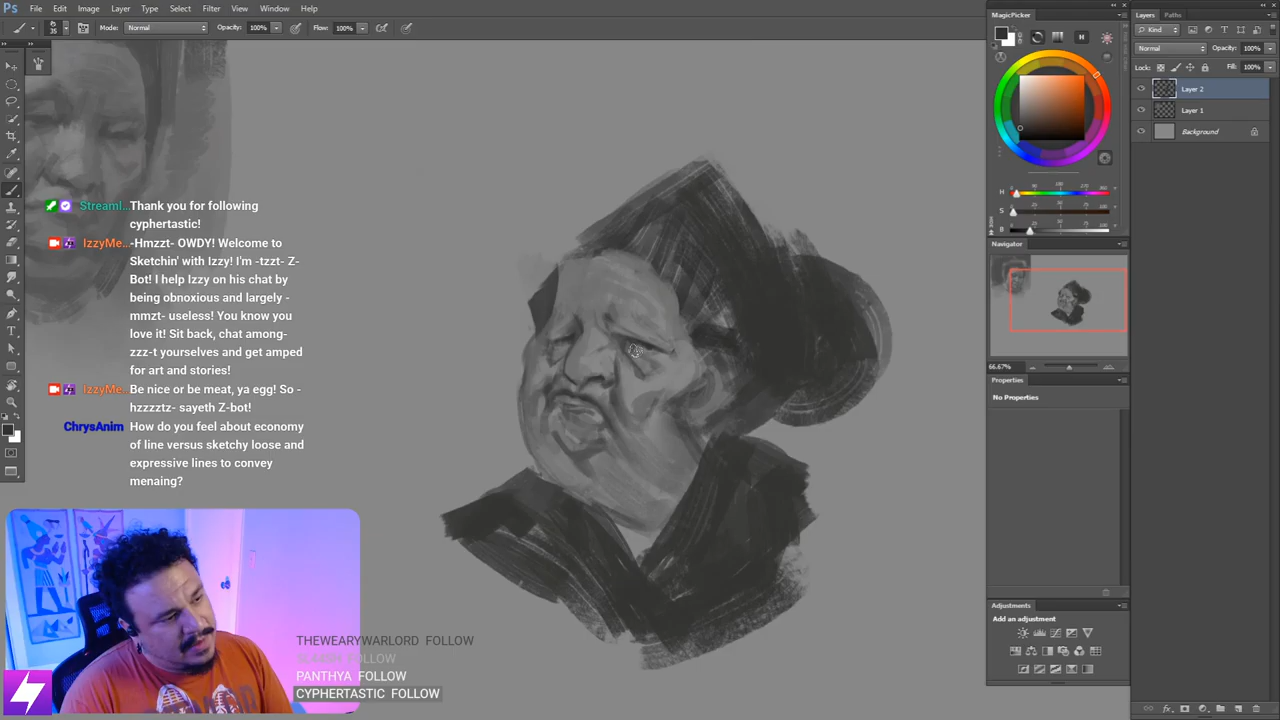 Ps File Edit Image Layer Type Select Filter View Window Help
35 Mode: Normal Opacity: 100% Flow: 100%
MagicPicker
H
H
S
B
Navigator
66.67%
Properties
No Properties
Adjustments
Add an adjustment
Layers Paths
Kind
Normal Opacity: 100%
Lock: Fill: 100%
Layer 2
Layer 1
Background
Streaml... Thank you for following
cyphertastic!
IzzyMe... -Hmzzt- OWDY! Welcome to
Sketchin' with Izzy! I'm -tzzt- Z-
Bot! I help Izzy on his chat by
being obnoxious and largely -
mmzt- useless! You know you
love it! Sit back, chat among-
zzz-t yourselves and get amped
for art and stories!
IzzyMe... Be nice or be meat, ya egg! So -
hzzzztz- sayeth Z-bot!
ChrysAnim How do you feel about economy
of line versus sketchy loose and
expressive lines to convey
menaing?
THEWEARYWARLORD FOLLOW
FOLLOW
PANTHYA FOLLOW
CYPHERTASTIC FOLLOW